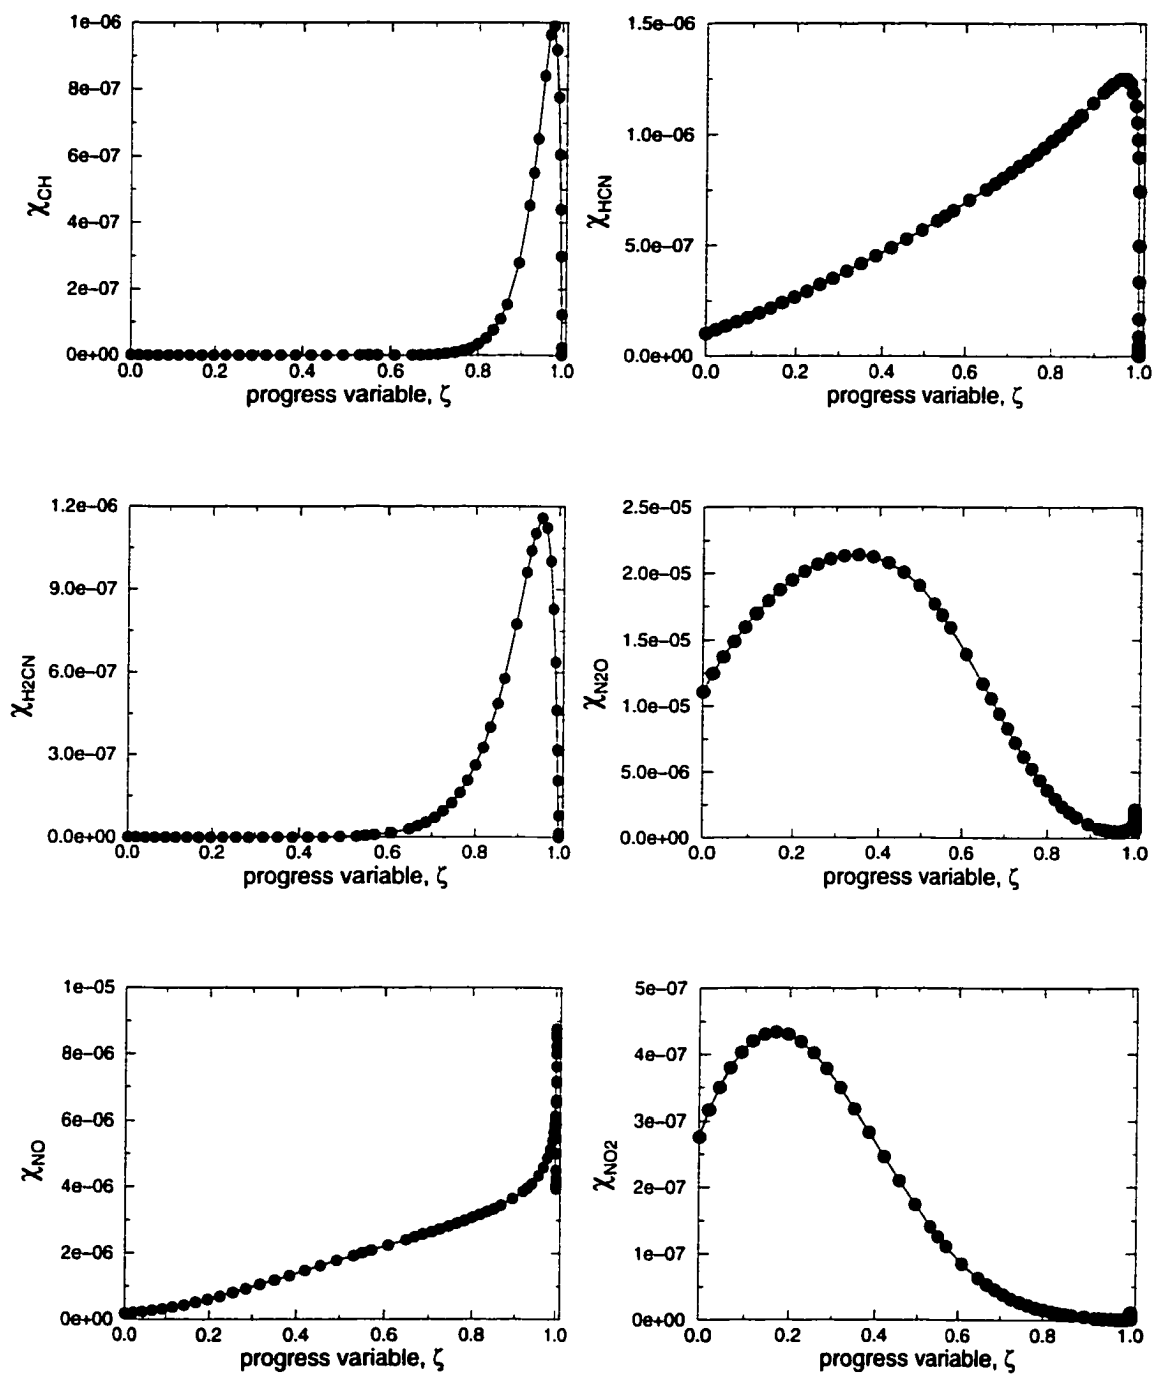 1e−06
8e−07
6e−07
4e−07
2e−07
0e+00
χCH
0.0 0.2 0.4 0.6 0.8 1.0
progress variable, ζ
1.5e−06
1.0e−06
5.0e−07
0.0e+00
χHCN
0.0 0.2 0.4 0.6 0.8 1.0
progress variable, ζ
1.2e−06
9.0e−07
6.0e−07
3.0e−07
0.0e+00
χH2CN
0.0 0.2 0.4 0.6 0.8 1.0
progress variable, ζ
2.5e−05
2.0e−05
1.5e−05
1.0e−05
5.0e−06
0.0e+00
χN2O
0.0 0.2 0.4 0.6 0.8 1.0
progress variable, ζ
1e−05
8e−06
6e−06
4e−06
2e−06
0e+00
χNO
0.0 0.2 0.4 0.6 0.8 1.0
progress variable, ζ
5e−07
4e−07
3e−07
2e−07
1e−07
0e+00
χNO2
0.0 0.2 0.4 0.6 0.8 1.0
progress variable, ζ